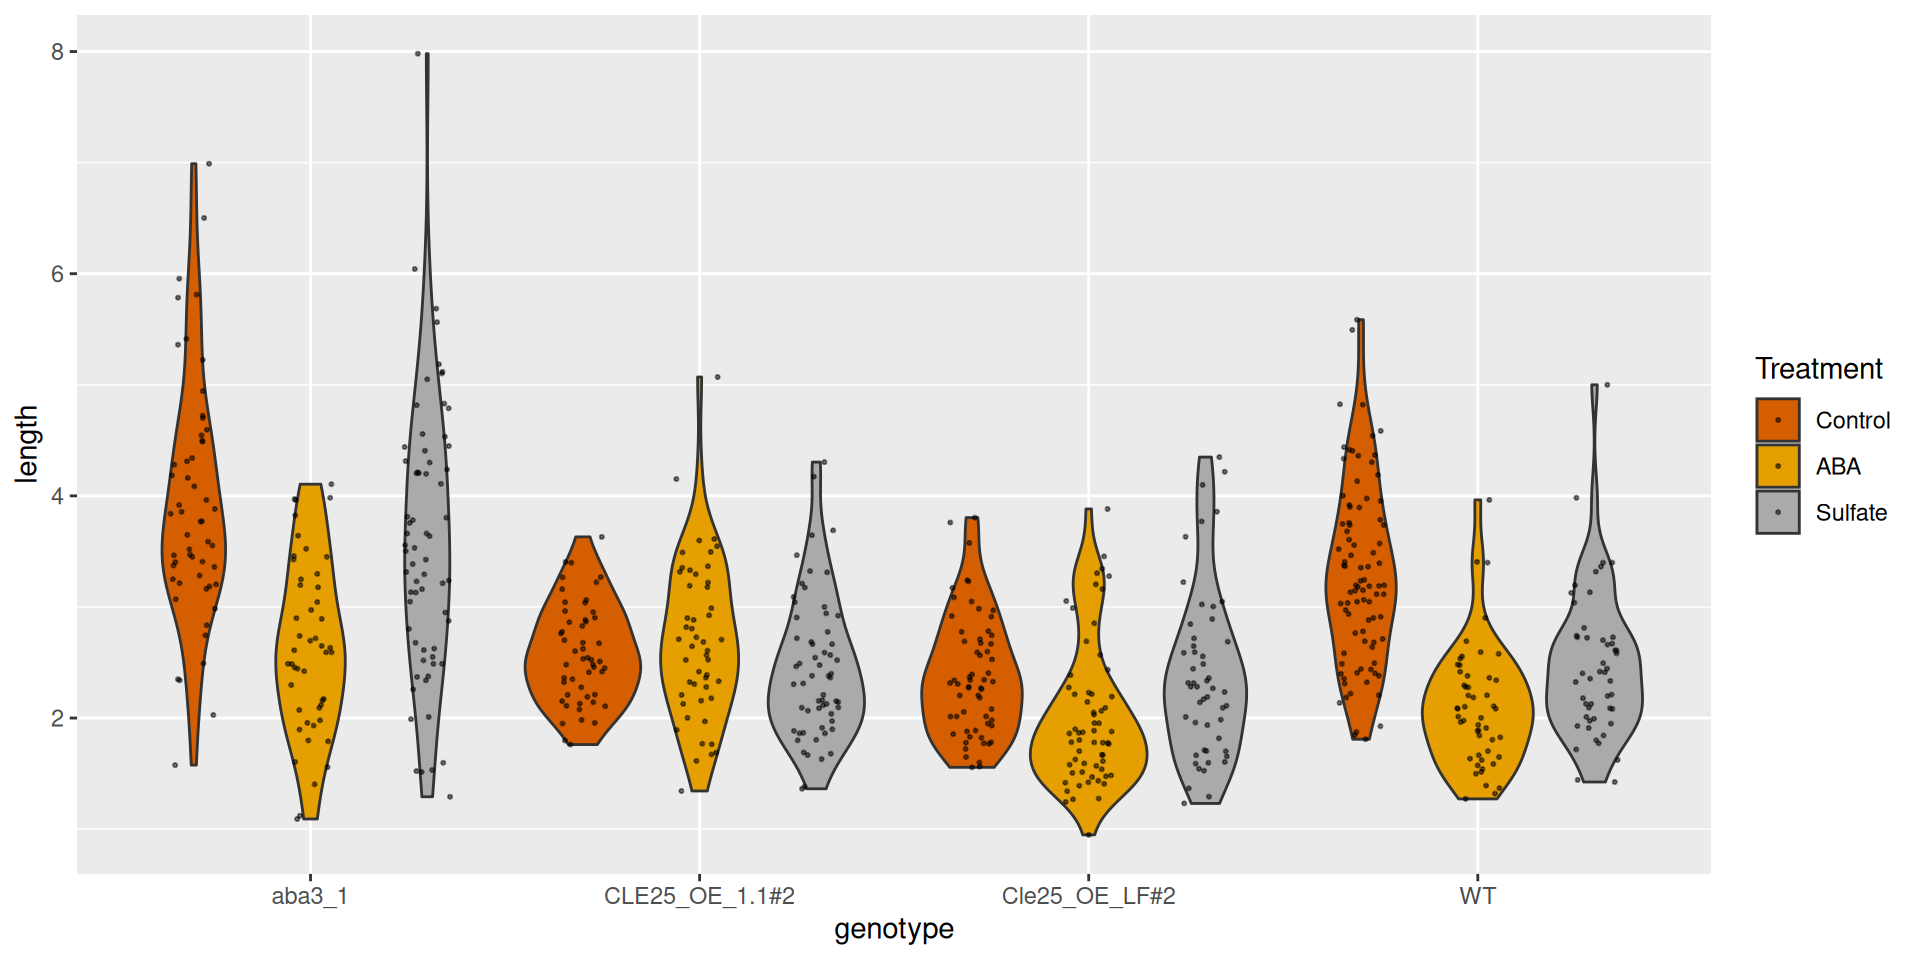 8
6
4
2
length
aba3_1
CLE25_OE_1.1#2
Cle25_OE_LF#2
WT
genotype
Treatment
Control
ABA
Sulfate